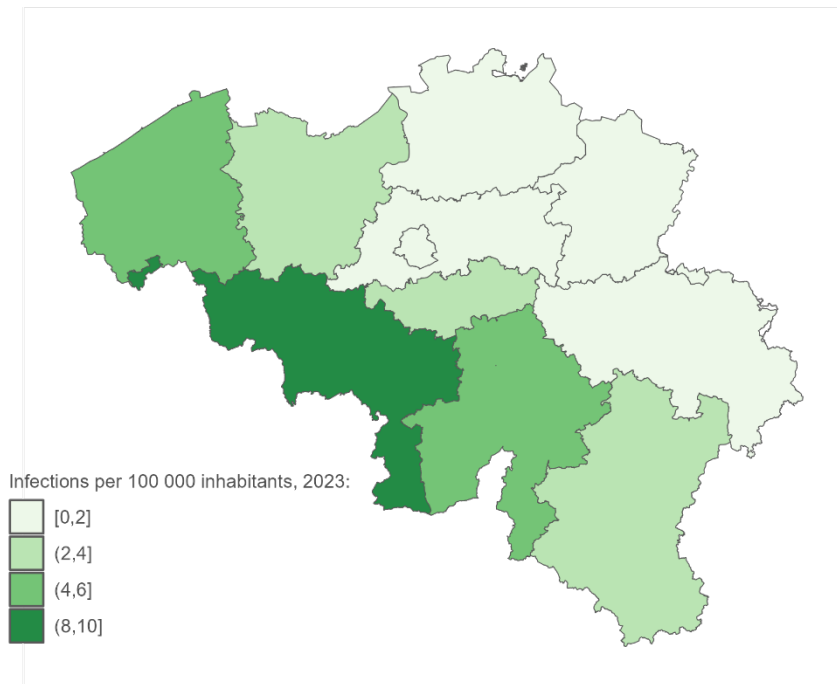 Infections per 100 000 inhabitants, 2023:
[0,2]
(2,4]
(4,6]
(8,10]